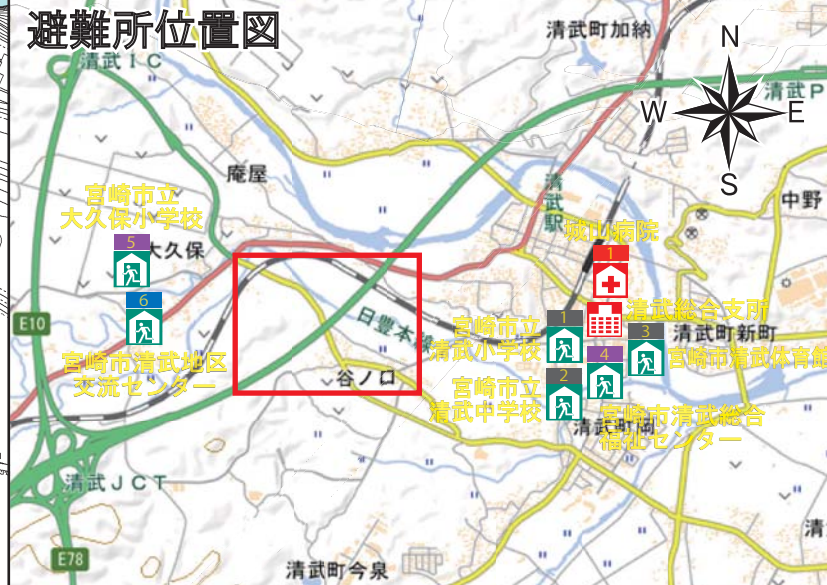 避難所位置図
清武町加納
N
清武IC
清武P
W
E
S
庵屋
清武駅
中野
宮崎市立
大久保小学校
城山病院
5
大久保
1
6
清武総合支所
E10
日豊本線
宮崎市立
清武小学校
1
3
清武町新町
宮崎市清武地区
交流センター
4
宮崎市清武体育館
谷ノ口
宮崎市立
清武中学校
2
宮崎市清武総合
福祉センター
清武町岡
清武JCT
清
E78
清武町今泉